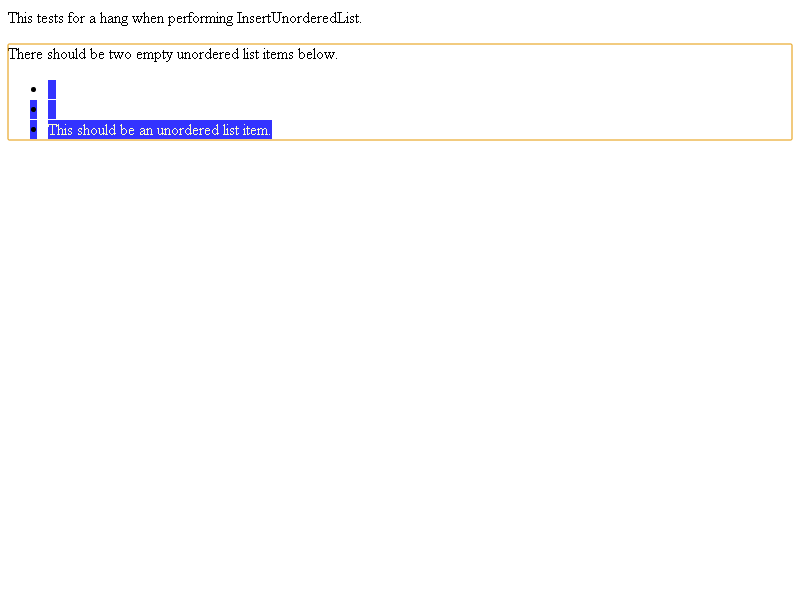 This tests for a hang when performing InsertUnorderedList.
There should be two empty unordered list items below.
This should be an unordered list item.